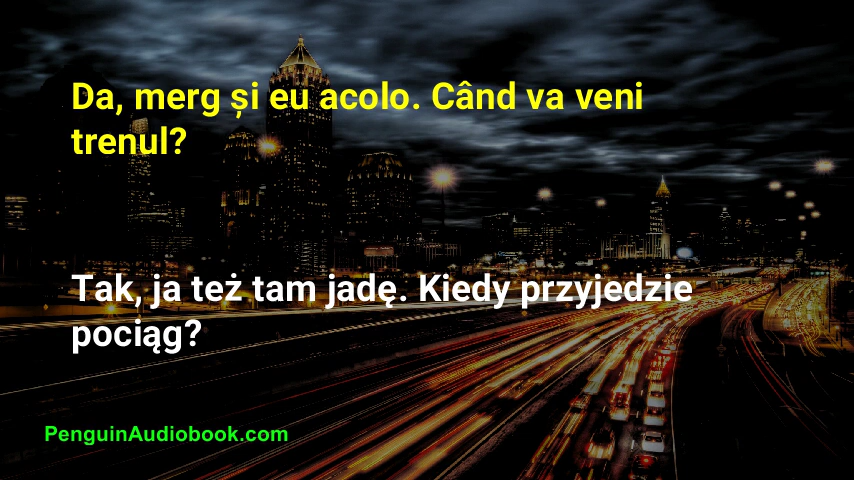 Da, merg și eu acolo. Când va veni
trenul?
Tak, ja też tam jadę. Kiedy przyjedzie
pociąg?
PenguinAudiobook.com